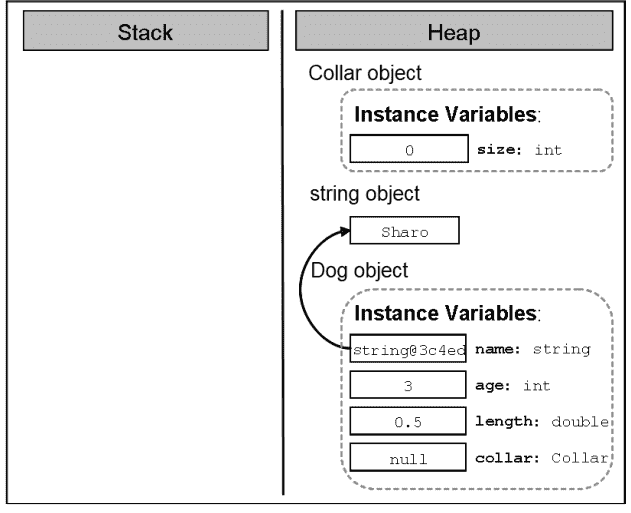 Stack
Heap
Collar object
Instance Variables:
0 size: int
string object
Sharo
Dog object
Instance Variables:
string@3c4ed name: string
3 age: int
0.5 length: double
null collar: Collar